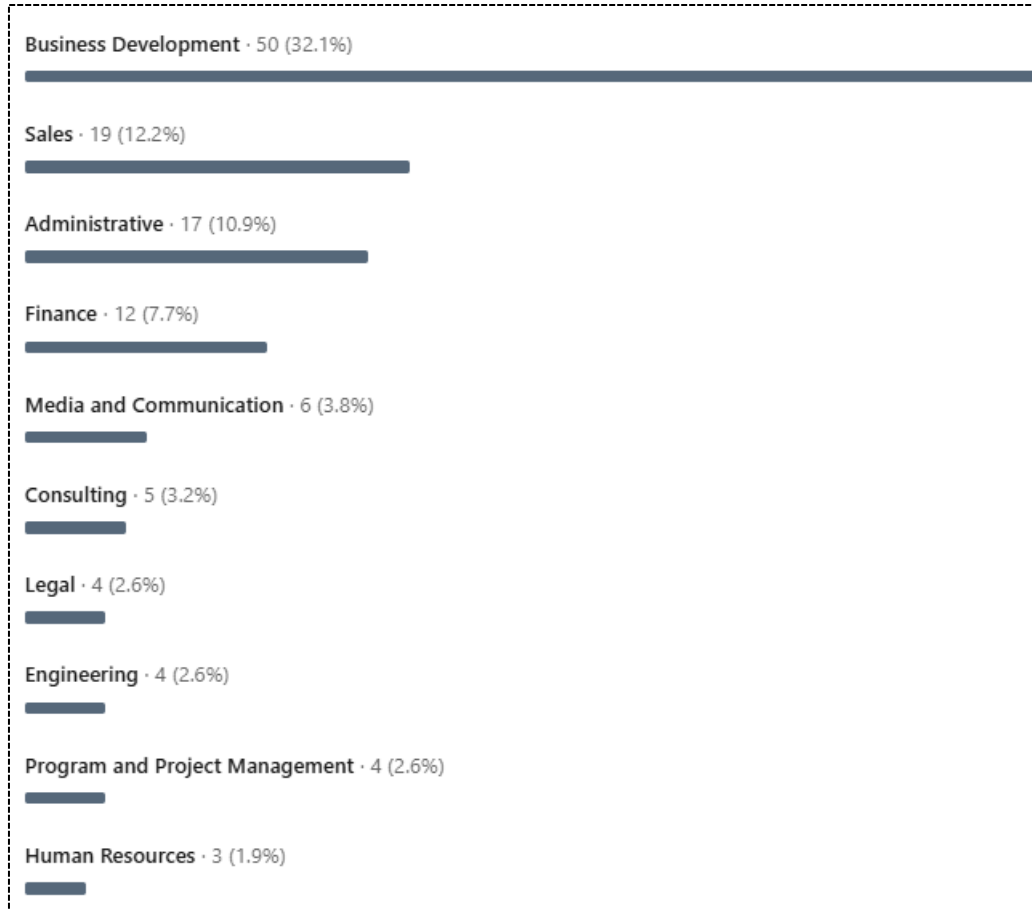 Business Development · 50 (32.1%)
Sales · 19 (12.2%)
Administrative · 17 (10.9%)
Finance · 12 (7.7%)
Media and Communication · 6 (3.8%)
Consulting · 5 (3.2%)
Legal · 4 (2.6%)
Engineering · 4 (2.6%)
Program and Project Management · 4 (2.6%)
Human Resources · 3 (1.9%)